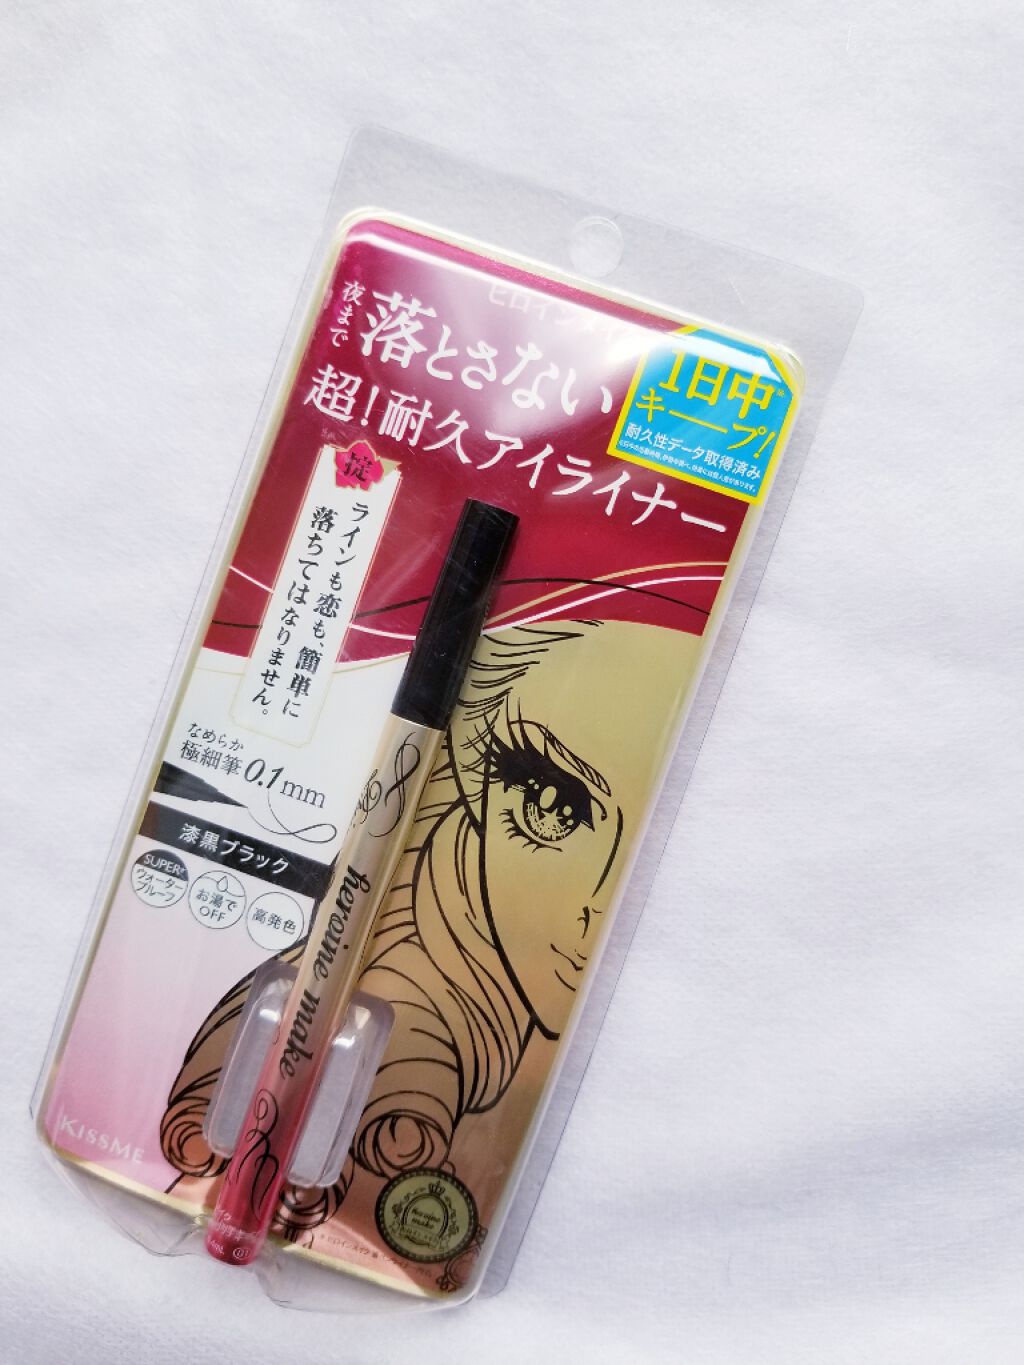 ヒロインメイク
夜まで
落とさない
超!耐久アイライナー
1日中※
キープ!
耐久性データ取得済み
掟
ラインも恋も、簡単に
落ちてはなりません。
なめらか
極細筆0.1mm
漆黒ブラック
SUPER
ウォーター
プルーフ
お湯で
OFF
高発色
heroine make
KISSME
heroine
make